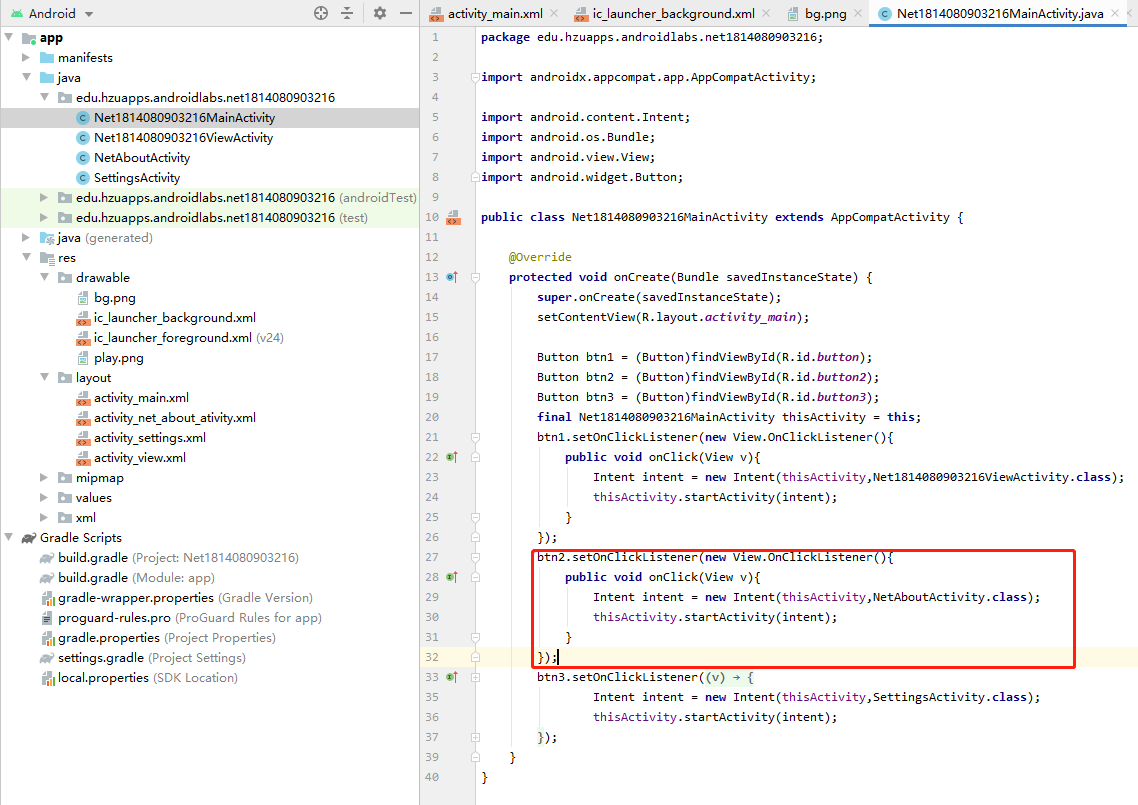 Android
app
manifests
java
edu.hzuapps.androidlabs.net1814080903216
Net1814080903216MainActivity
Net1814080903216ViewActivity
NetAboutActivity
SettingsActivity
edu.hzuapps.androidlabs.net1814080903216 (androidTest)
edu.hzuapps.androidlabs.net1814080903216 (test)
java (generated)
res
drawable
bg.png
ic_launcher_background.xml
ic_launcher_foreground.xml (v24)
play.png
layout
activity_main.xml
activity_net_about_ativity.xml
activity_settings.xml
activity_view.xml
mipmap
values
xml
Gradle Scripts
build.gradle (Project: Net1814080903216)
build.gradle (Module: app)
gradle-wrapper.properties (Gradle Version)
proguard-rules.pro (ProGuard Rules for app)
gradle.properties (Project Properties)
settings.gradle (Project Settings)
local.properties (SDK Location)
activity_main.xml ic_launcher_background.xml bg.png Net1814080903216MainActivity.java
1 package edu.hzuapps.androidlabs.net1814080903216;
2
3 import androidx.appcompat.app.AppCompatActivity;
4
5 import android.content.Intent;
6 import android.os.Bundle;
7 import android.view.View;
8 import android.widget.Button;
9
10 public class Net1814080903216MainActivity extends AppCompatActivity {
11
12 @Override
13 protected void onCreate(Bundle savedInstanceState) {
14 super.onCreate(savedInstanceState);
15 setContentView(R.layout.activity_main);
16
17 Button btn1 = (Button)findViewById(R.id.button);
18 Button btn2 = (Button)findViewById(R.id.button2);
19 Button btn3 = (Button)findViewById(R.id.button3);
20 final Net1814080903216MainActivity thisActivity = this;
21 btn1.setOnClickListener(new View.OnClickListener(){
22 public void onClick(View v){
23 Intent intent = new Intent(thisActivity,Net1814080903216ViewActivity.class);
24 thisActivity.startActivity(intent);
25 }
26 });
27 btn2.setOnClickListener(new View.OnClickListener(){
28 public void onClick(View v){
29 Intent intent = new Intent(thisActivity,NetAboutActivity.class);
30 thisActivity.startActivity(intent);
31 }
32 });
33 btn3.setOnClickListener((v) → {
35 Intent intent = new Intent(thisActivity,SettingsActivity.class);
36 thisActivity.startActivity(intent);
37 });
39 }
40 }